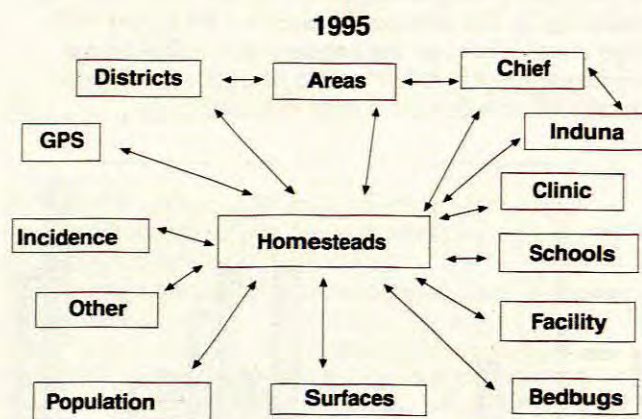 1995
Districts
Areas
Chief
GPS
Induna
Clinic
Incidence
Homesteads
Schools
Other
Facility
Population
Surfaces
Bedbugs